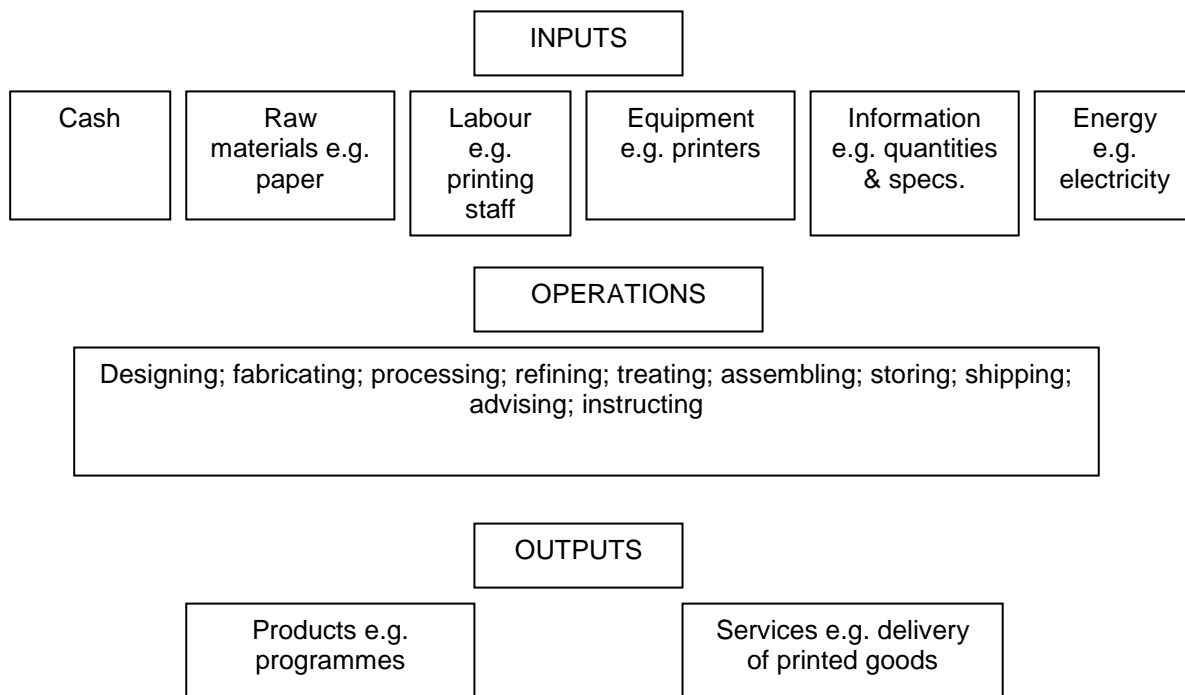 INPUTS
Cash
Raw
materials e.g.
paper
Labour
e.g.
printing
staff
Equipment
e.g. printers
Information
e.g. quantities
& specs.
Energy
e.g.
electricity
OPERATIONS
Designing; fabricating; processing; refining; treating; assembling; storing; shipping;
advising; instructing
OUTPUTS
Products e.g.
programmes
Services e.g. delivery
of printed goods